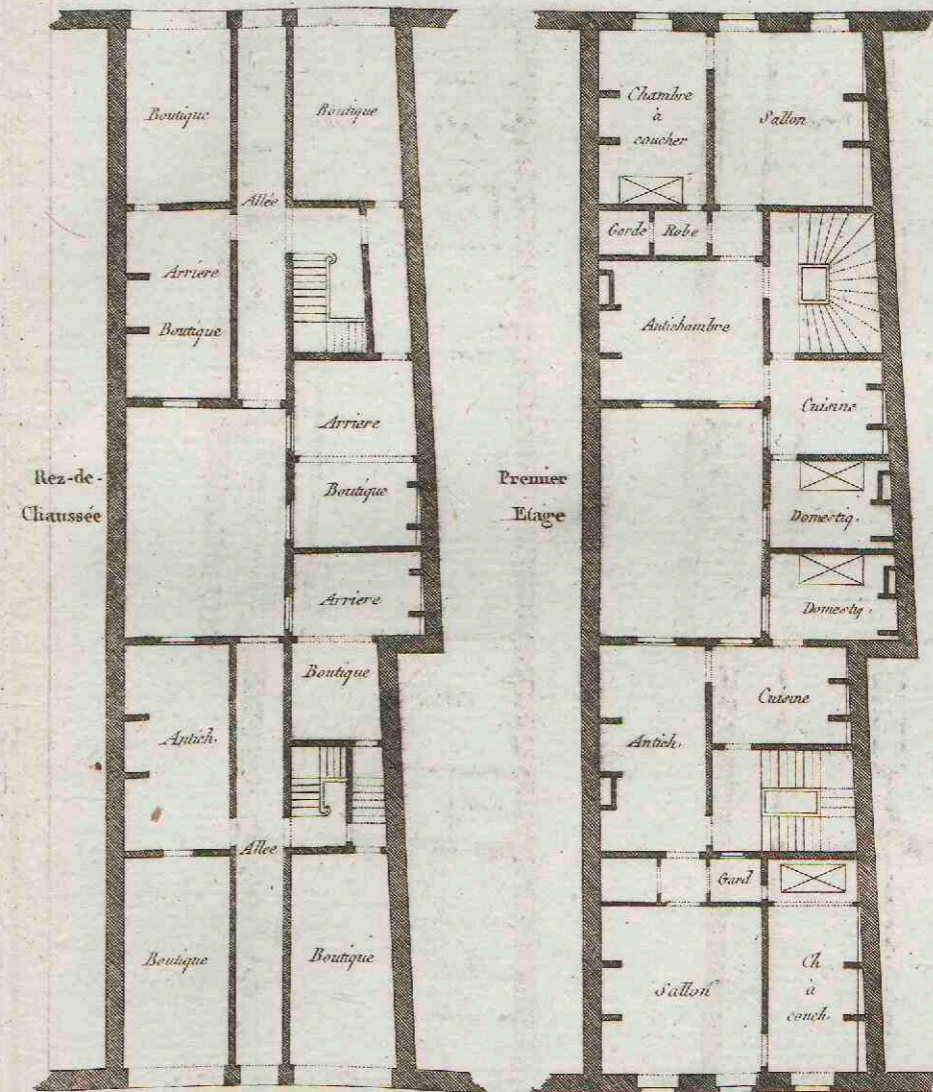 Boutique
Boutique
Allée
Arriere
Boutique
Arriere
Boutique
Rez-de-
Chaussée
Arriere
Boutique
Antich.
Allée
Boutique
Boutique
Chambre
à
coucher
Sallon
Garde Robe
Antichambre
Cuisine
Premier
Etage
Domestiq.
Domestiq.
Cuisine
Antich.
Gard
Sallon
Ch
à
couch.